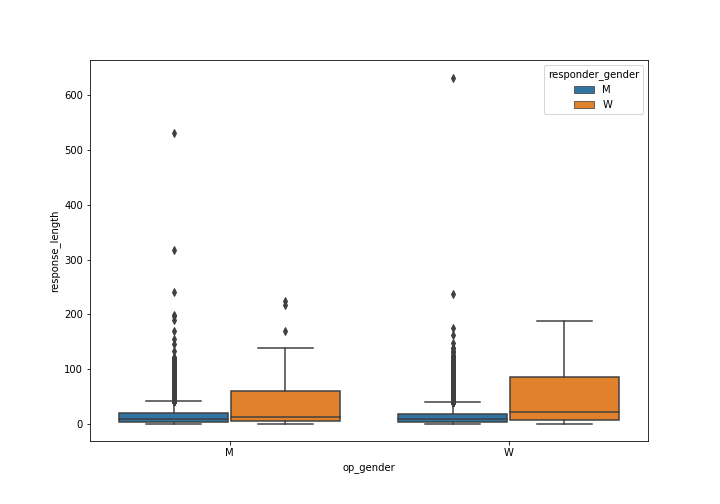 responder_gender
M
W
600
500
400
300
200
100
0
response_length
M
W
op_gender